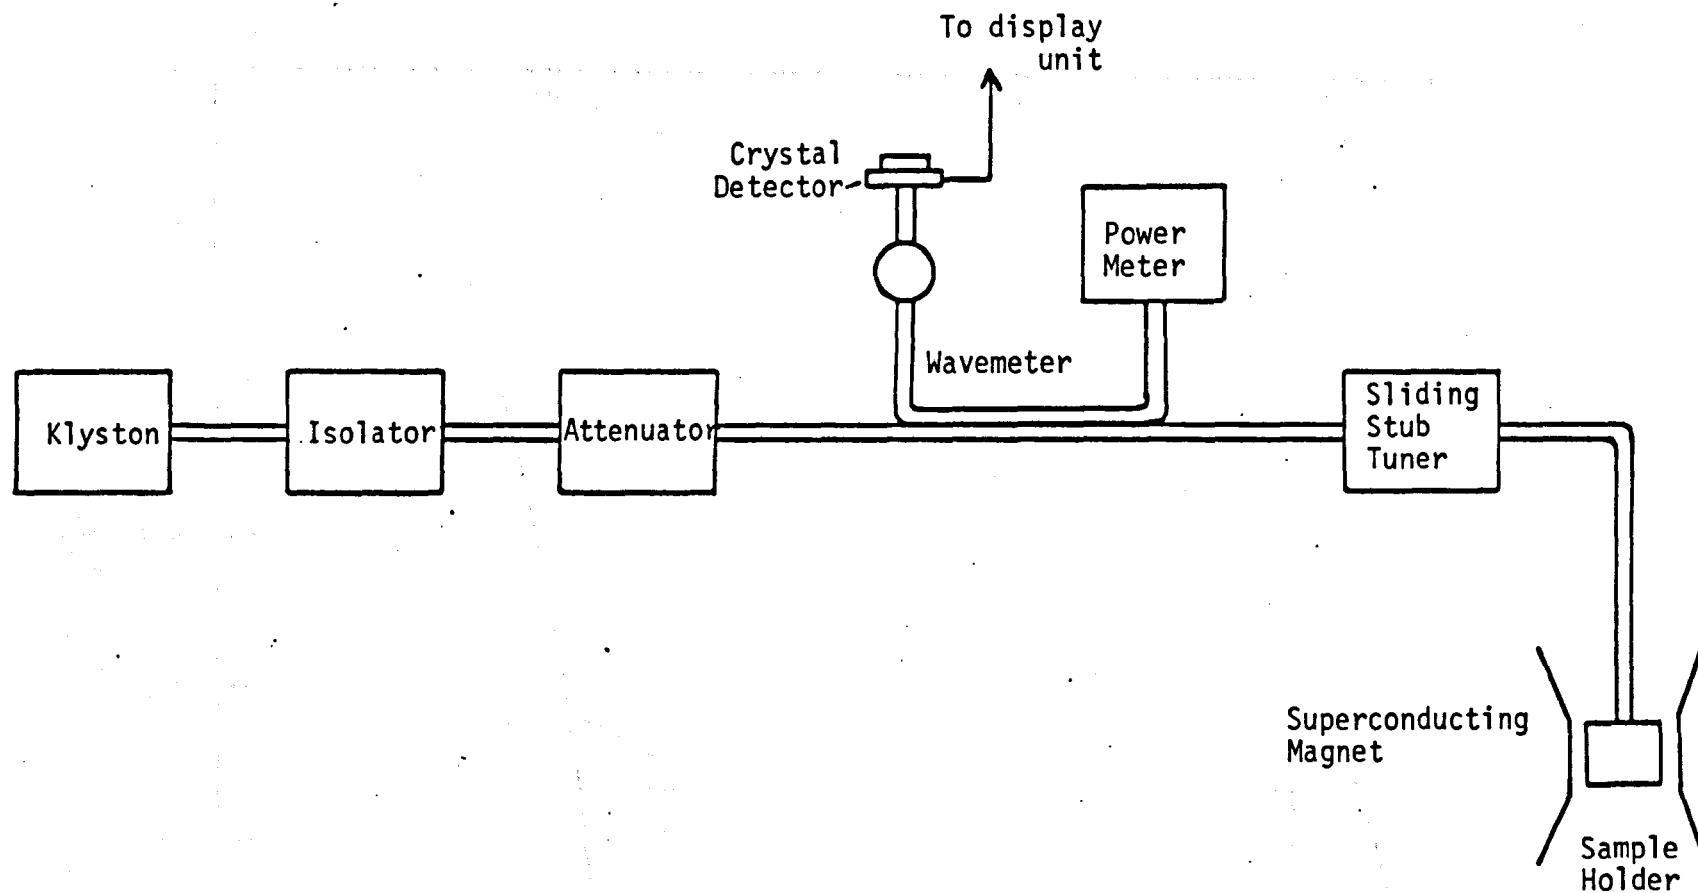 To display
unit
Crystal
Detector
Power
Meter
Wavemeter
Klyston
Isolator
Attenuator
Sliding
Stub
Tuner
Superconducting
Magnet
Sample
Holder